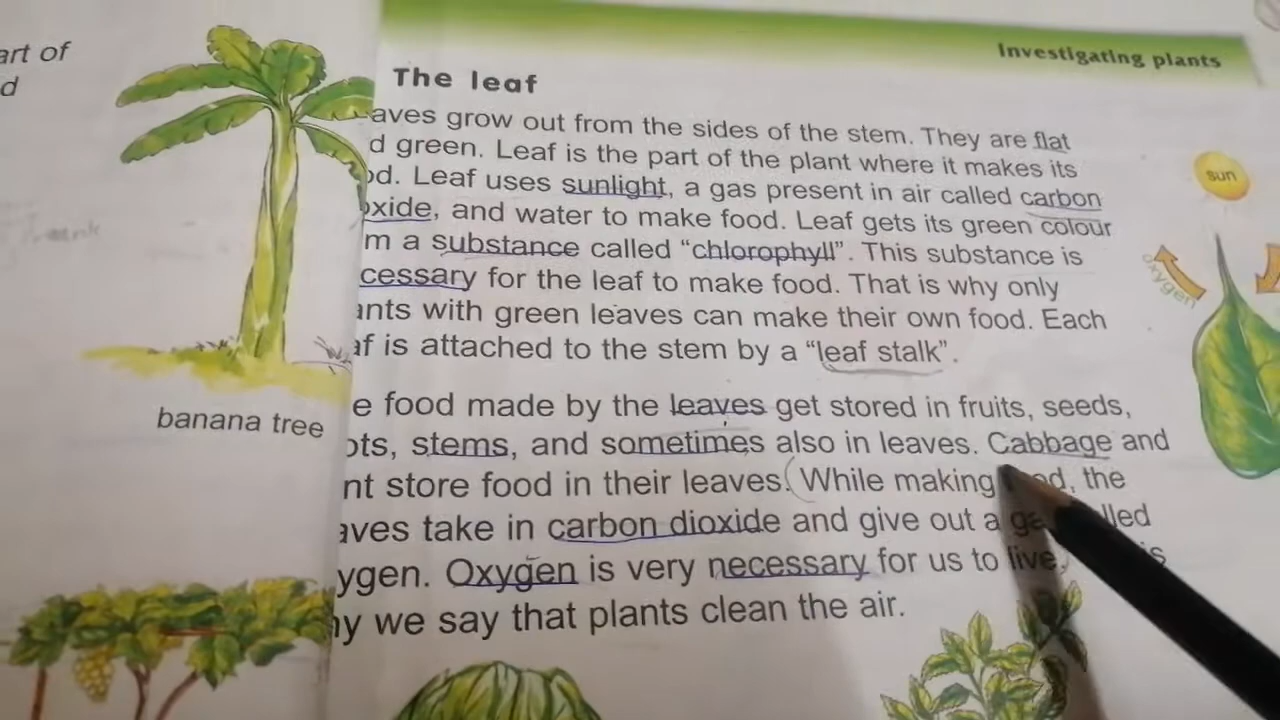 art of
d
banana tree
Investigating plants
The leaf
aves grow out from the sides of the stem. They are flat
d green. Leaf is the part of the plant where it makes its
od. Leaf uses sunlight, a gas present in air called carbon
oxide, and water to make food. Leaf gets its green colour
m a substance called “chlorophyll”. This substance is
cessary for the leaf to make food. That is why only
ants with green leaves can make their own food. Each
af is attached to the stem by a “leaf stalk”.
e food made by the leaves get stored in fruits, seeds,
ots, stems, and sometimes also in leaves. Cabbage and
nt store food in their leaves. While making the
aves take in carbon dioxide and give out a
ygen. Oxygen is very necessary for us to live.
hy we say that plants clean the air.
sun
oxygen